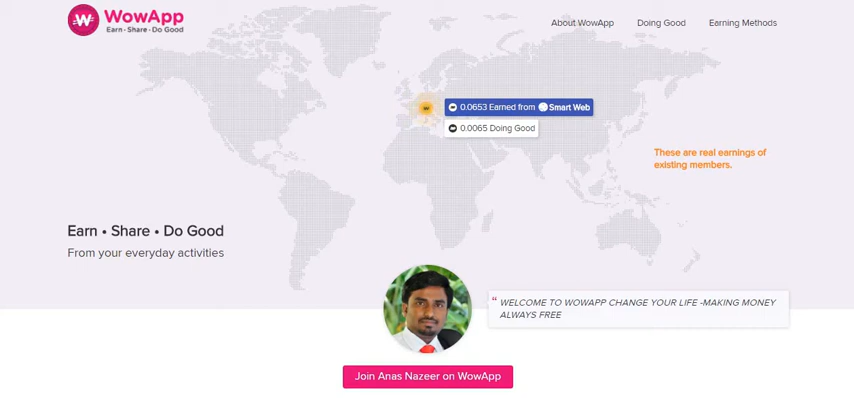 WowApp
Earn • Share • Do Good
About WowApp
Doing Good
Earning Methods
0.0653 Earned from Smart Web
0.0065 Doing Good
These are real earnings of
existing members.
Earn • Share • Do Good
From your everyday activities
“ WELCOME TO WOWAPP CHANGE YOUR LIFE -MAKING MONEY
ALWAYS FREE
Join Anas Nazeer on WowApp